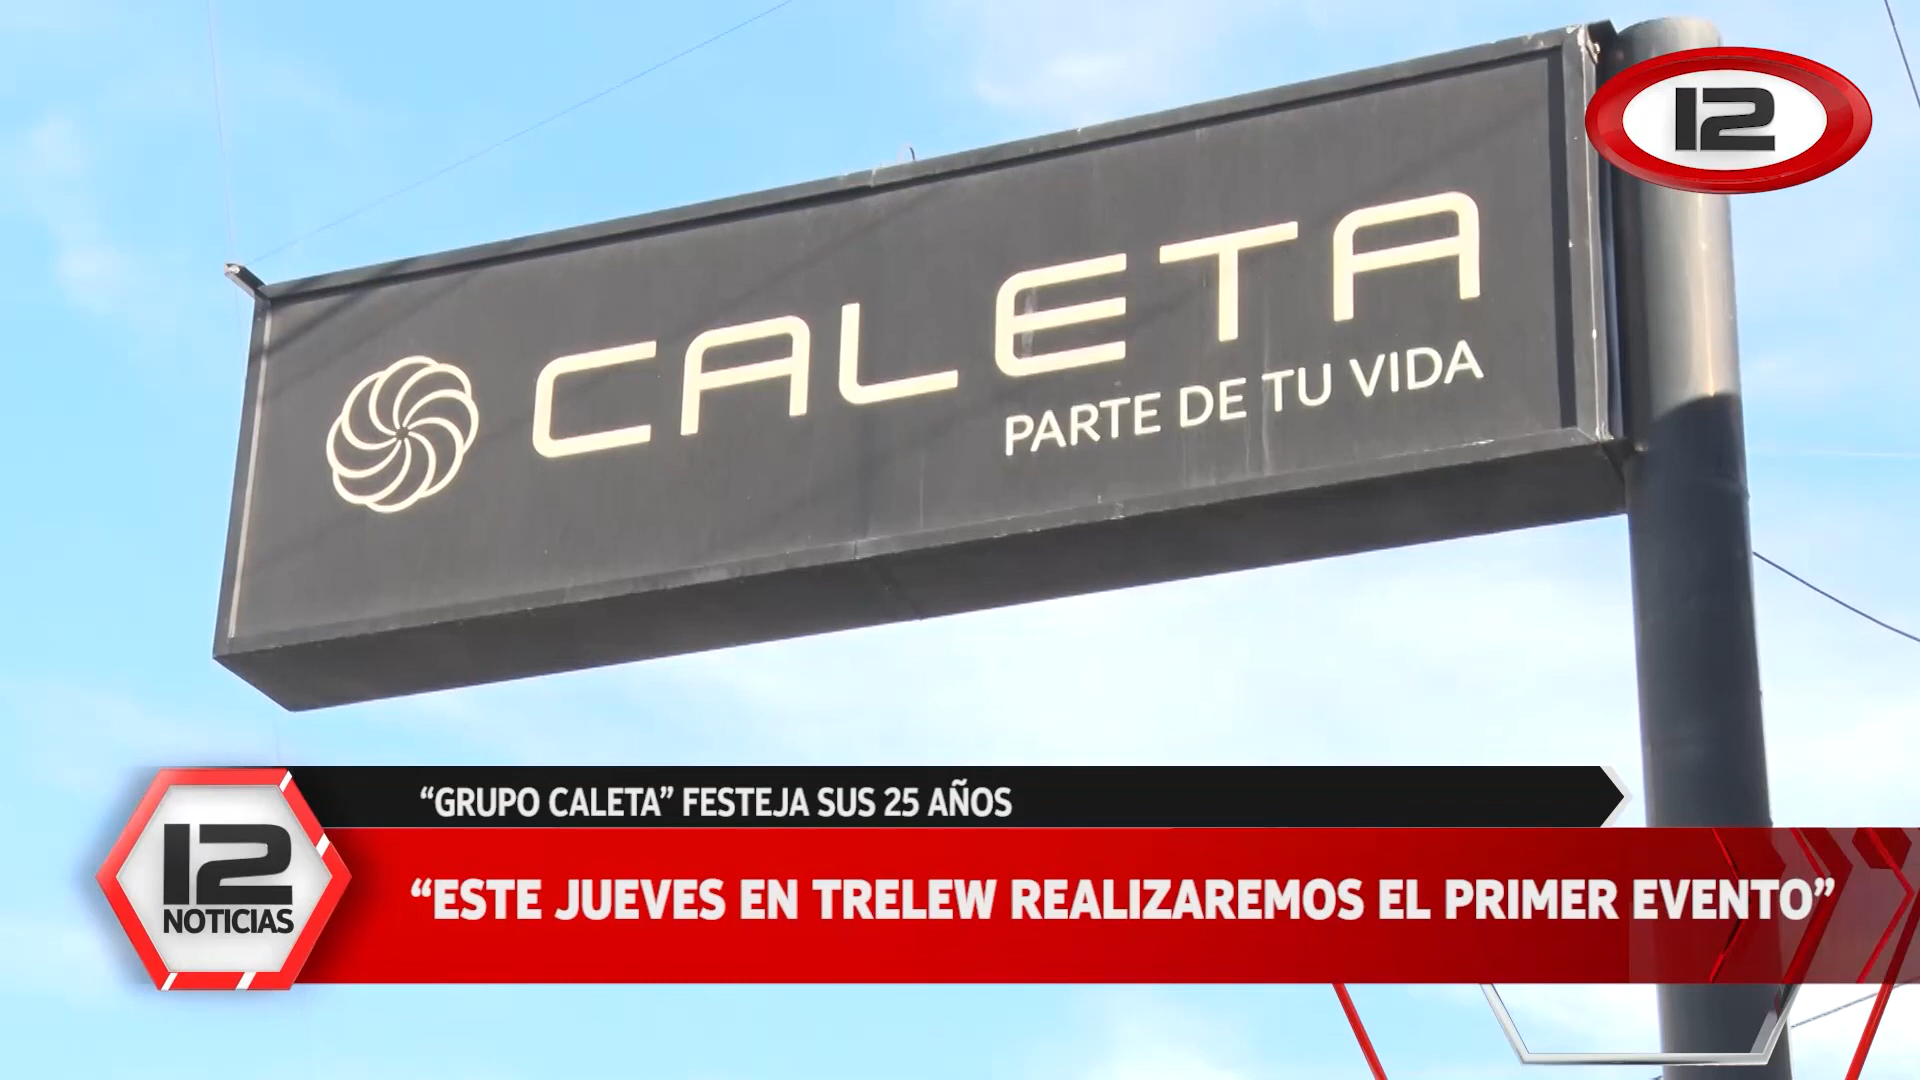 12
CALETA
PARTE DE TU VIDA
“GRUPO CALETA” FESTEJA SUS 25 AÑOS
12
NOTICIAS
“ESTE JUEVES EN TRELEW REALIZAREMOS EL PRIMER EVENTO”